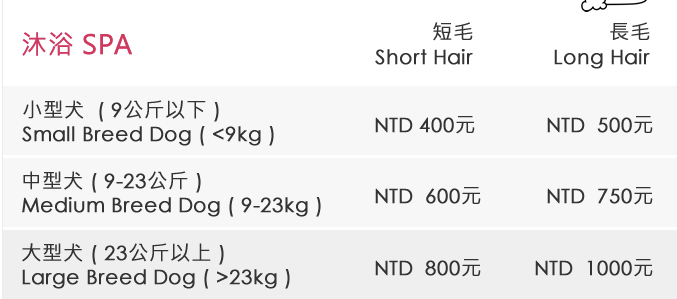 沐浴 SPA
短毛
Short Hair
長毛
Long Hair
小型犬 ( 9公斤以下 )
Small Breed Dog ( <9kg )
NTD 400元
NTD 500元
中型犬 ( 9-23公斤 )
Medium Breed Dog ( 9-23kg )
NTD 600元
NTD 750元
大型犬 ( 23公斤以上 )
Large Breed Dog ( >23kg )
NTD 800元
NTD 1000元